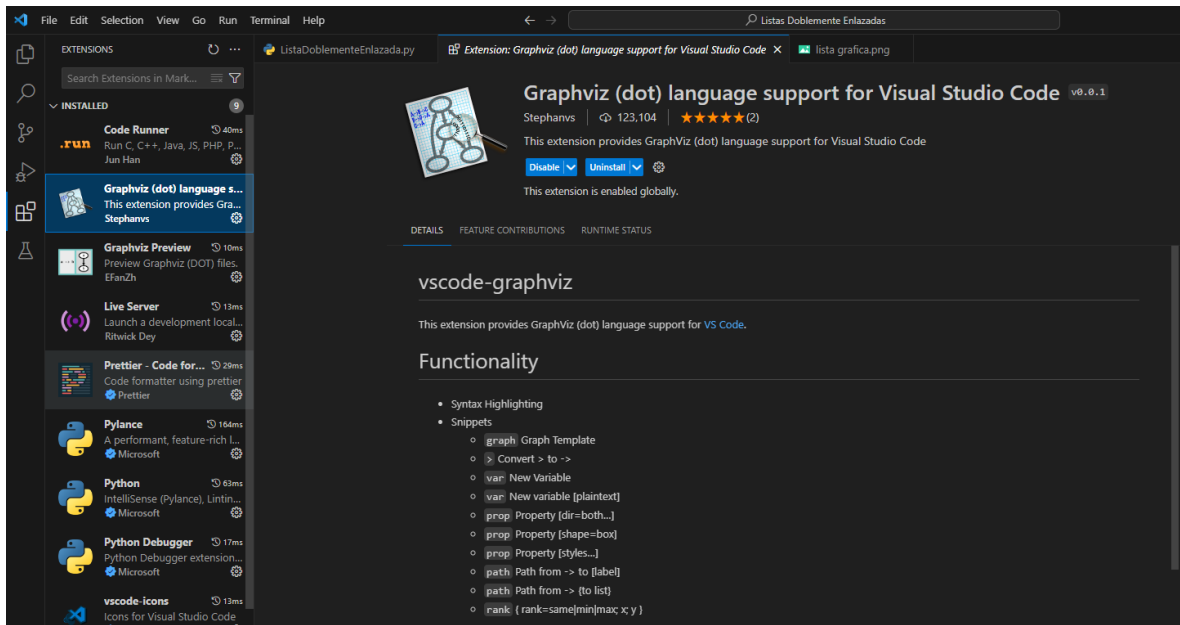 File Edit Selection View Go Run Terminal Help
Listas Doblemente Enlazadas
EXTENSIONS
Search Extensions in Mark...
INSTALLED 9
Code Runner 40ms
.run
Run C, C++, Java, JS, PHP, P...
Jun Han
Graphviz (dot) language s...
This extension provides Gra...
Stephanvs
Graphviz Preview 10ms
Preview Graphviz (DOT) files.
EFanZh
Live Server 13ms
Launch a development local...
Ritwick Dey
Prettier - Code for... 29ms
Code formatter using prettier
Prettier
Pylance 164ms
A performant, feature-rich l...
Microsoft
Python 63ms
IntelliSense (Pylance), Lintin...
Microsoft
Python Debugger 17ms
Python Debugger extension...
Microsoft
vscode-icons 13ms
Icons for Visual Studio Code
ListaDoblementeEnlazada.py
Extension: Graphviz (dot) language support for Visual Studio Code
lista grafica.png
Graphviz (dot) language support for Visual Studio Code v0.0.1
Stephanvs 123,104 ★★★★★(2)
This extension provides GraphViz (dot) language support for Visual Studio Code
Disable Uninstall
This extension is enabled globally.
DETAILS FEATURE CONTRIBUTIONS RUNTIME STATUS
vscode-graphviz
This extension provides GraphViz (dot) language support for VS Code.
Functionality
• Syntax Highlighting
• Snippets
○ graph Graph Template
○ > Convert > to ->
○ var New Variable
○ var New variable [plaintext]
○ prop Property [dir=both...]
○ prop Property [shape=box]
○ prop Property [styles...]
○ path Path from -> to [label]
○ path Path from -> {to list}
○ rank { rank=same|min|max; x; y }